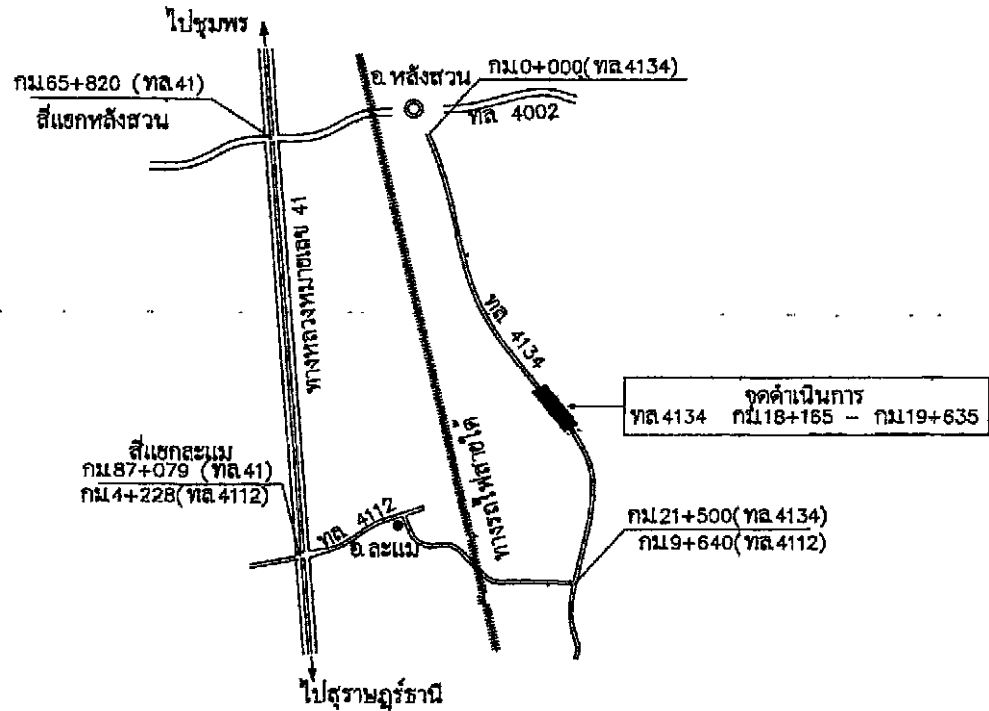 ไปชุมพร
กม.65+820 (ทล.41)
สี่แยกหลังสวน
อ.หลังสวน
กม.0+000(ทล.4134)
ทล. 4002
ทางหลวงหมายเลข 41
ทล. 4134
จุดดำเนินการ
ทล.4134 กม.18+165 - กม.19+635
ทางรถไฟสายใต้
สี่แยกละแม
กม.87+079 (ทล.41)
กม.4+228(ทล.4112)
ทล. 4112
อ.ละแม
กม.21+500(ทล.4134)
กม.9+640(ทล.4112)
ไปสุราษฎร์ธานี